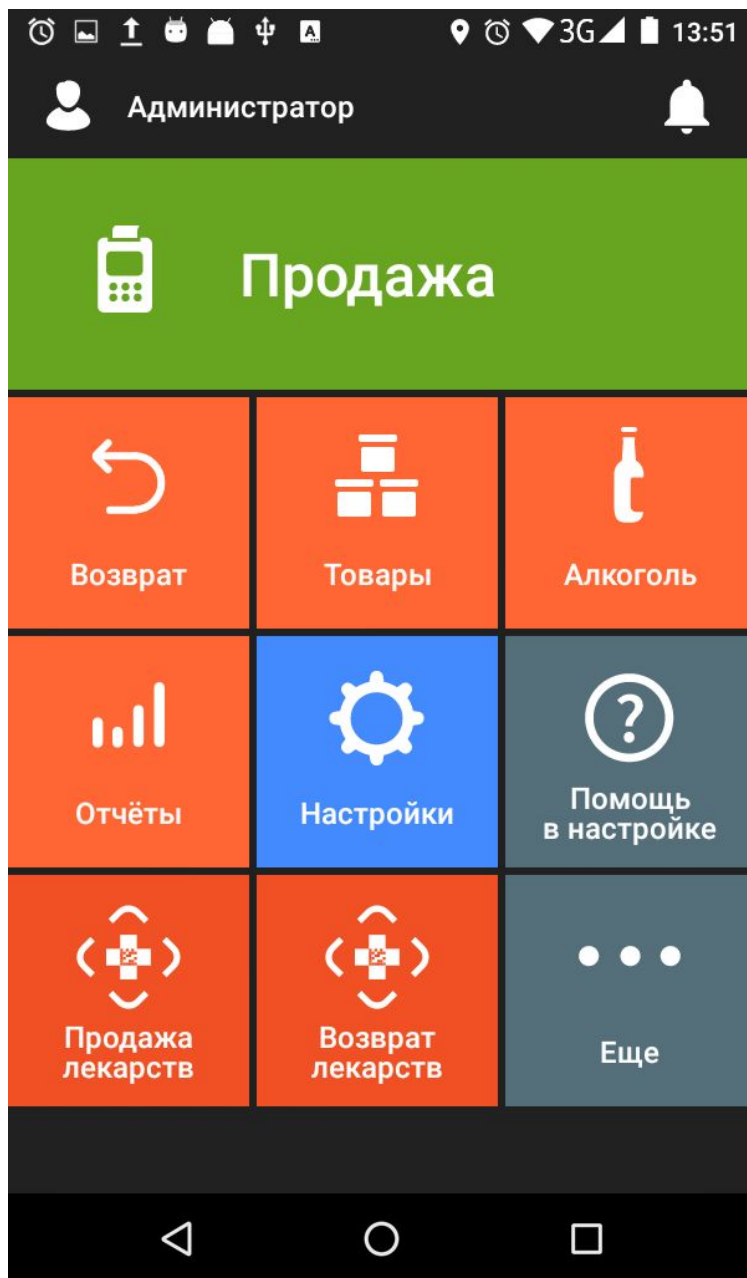 3G 13:51
Администратор
Продажа
Возврат
Товары
Алкоголь
Отчёты
Настройки
Помощь
в настройке
Продажа
лекарств
Возврат
лекарств
Еще